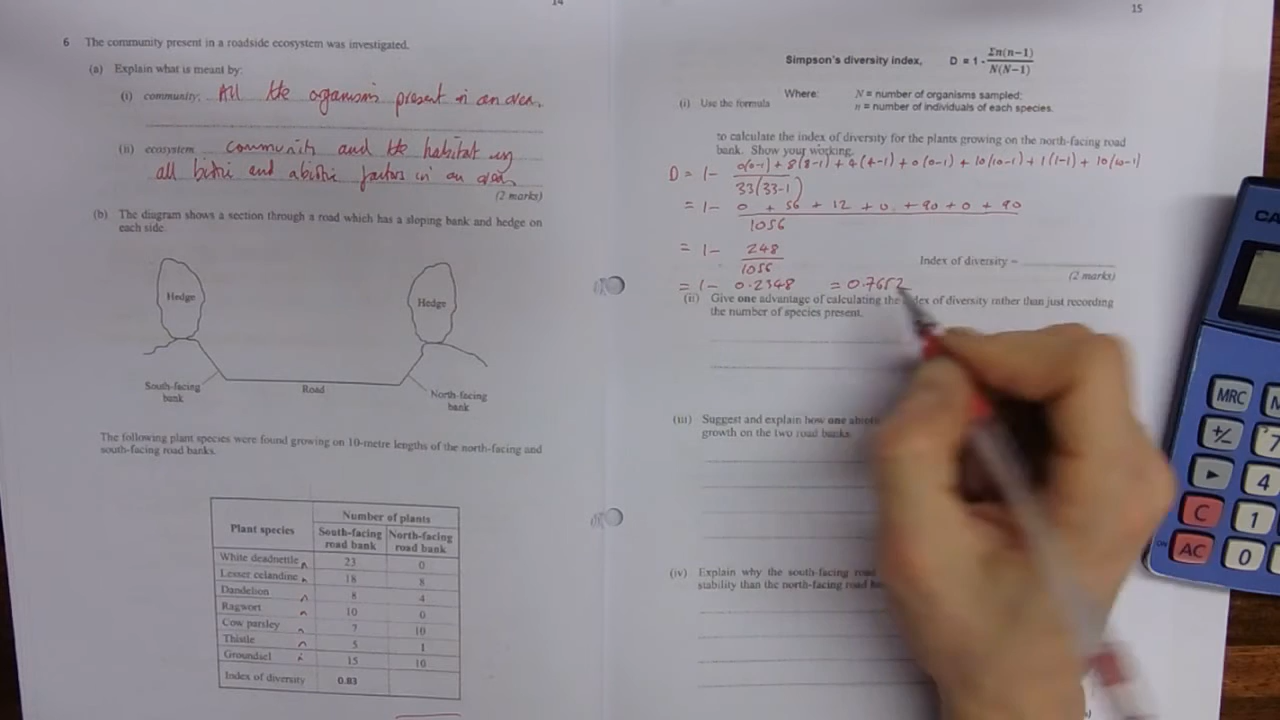 14
6 The community present in a roadside ecosystem was investigated.
(a) Explain what is meant by:
(i) community, All the organisms present in an area.
(ii) ecosystem. community and the habitat eg
all biotic and abiotic factors in an area
(2 marks)
(b) The diagram shows a section through a road which has a sloping bank and hedge on
each side.
Hedge
Hedge
South-facing
bank
Road
North-facing
bank
The following plant species were found growing on 10-metre lengths of the north-facing and
south-facing road banks.
Plant species
Number of plants
South-facing road bank
North-facing road bank
White deadnettle 23 0
Lesser celandine 18 8
Dandelion 8 4
Ragwort 10 0
Cow parsley 7 10
Thistle 5 1
Groundsel 15 10
Index of diversity 0.83
15
Simpson's diversity index, D = 1 - Σn(n−1)
N(N−1)
Where: N = number of organisms sampled;
(i) Use the formula n = number of individuals of each species.
to calculate the index of diversity for the plants growing on the north-facing road
bank. Show your working.
D = 1 - 0(0-1) + 8(8-1) + 4(4-1) + 0(0-1) + 10(10-1) + 1(1-1) + 10(10-1)
33(33-1)
= 1 - 0 + 56 + 12 + 0 + 90 + 0 + 90
1056
= 1 - 248
1056
Index of diversity =
(2 marks)
= 1 - 0.2348 = 0.7652
(ii) Give one advantage of calculating the index of diversity rather than just recording
the number of species present.
(iii) Suggest and explain how one
growth on the two road banks.
(iv) Explain why the south-facing road
stability than the north-facing road
CA
MRC
M
+/-
7
▶
4
C
1
ON
AC
0